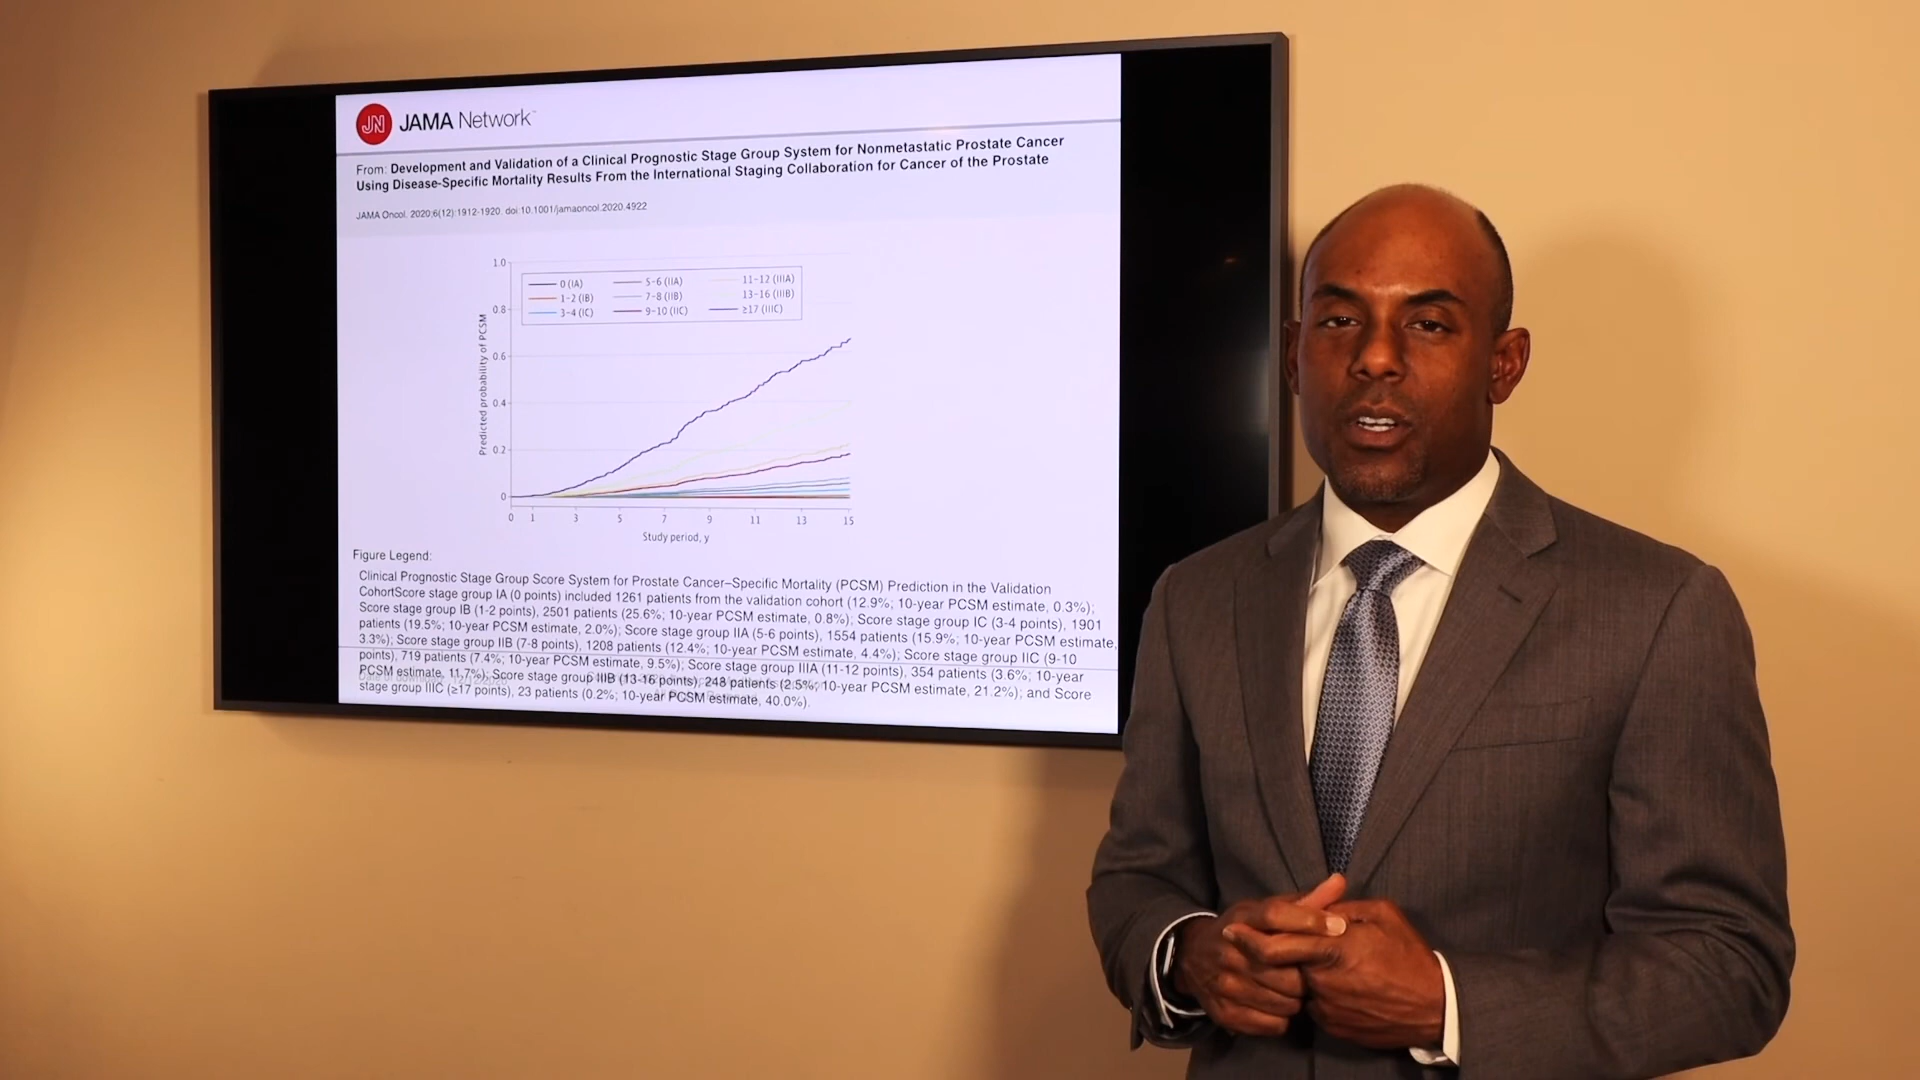 JN JAMA Network™
From: Development and Validation of a Clinical Prognostic Stage Group System for Nonmetastatic Prostate Cancer
Using Disease-Specific Mortality Results From the International Staging Collaboration for Cancer of the Prostate
JAMA Oncol. 2020;6(12):1912-1920. doi:10.1001/jamaoncol.2020.4922
0 (IA) 5-6 (IIA) 11-12 (IIIA)
1-2 (IB) 7-8 (IIB) 13-16 (IIIB)
3-4 (IC) 9-10 (IIC) ≥17 (IIIC)
Predicted probability of PCSM
1.0
0.8
0.6
0.4
0.2
0
0 1 3 5 7 9 11 13 15
Study period, y
Figure Legend:
Clinical Prognostic Stage Group Score System for Prostate Cancer–Specific Mortality (PCSM) Prediction in the Validation
CohortScore stage group IA (0 points) included 1261 patients from the validation cohort (12.9%; 10-year PCSM estimate, 0.3%);
Score stage group IB (1-2 points), 2501 patients (25.6%; 10-year PCSM estimate, 0.8%); Score stage group IC (3-4 points), 1901
patients (19.5%; 10-year PCSM estimate, 2.0%); Score stage group IIA (5-6 points), 1554 patients (15.9%; 10-year PCSM estimate,
3.3%); Score stage group IIB (7-8 points), 1208 patients (12.4%; 10-year PCSM estimate, 4.4%); Score stage group IIC (9-10
points), 719 patients (7.4%; 10-year PCSM estimate, 9.5%); Score stage group IIIA (11-12 points), 354 patients (3.6%; 10-year
PCSM estimate, 11.7%); Score stage group IIIB (13-16 points), 248 patients (2.5%; 10-year PCSM estimate, 21.2%); and Score
stage group IIIC (≥17 points), 23 patients (0.2%; 10-year PCSM estimate, 40.0%).